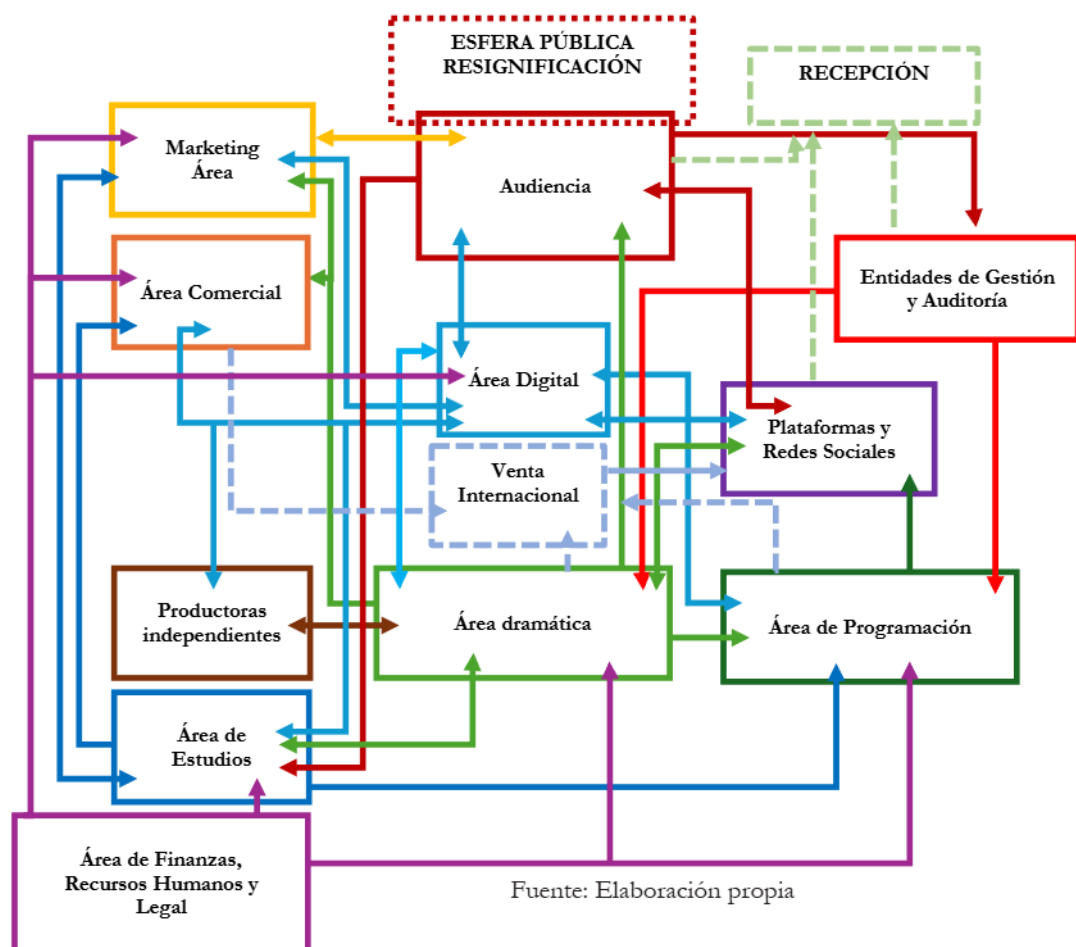 ESFERA PÚBLICA
RESIGNIFICACIÓN
RECEPCIÓN
Marketing
Área
Audiencia
Área Comercial
Entidades de Gestión
y Auditoría
Área Digital
Plataformas y
Redes Sociales
Venta
Internacional
Productoras
independientes
Área dramática
Área de Programación
Área de
Estudios
Área de Finanzas,
Recursos Humanos y
Legal
Fuente: Elaboración propia